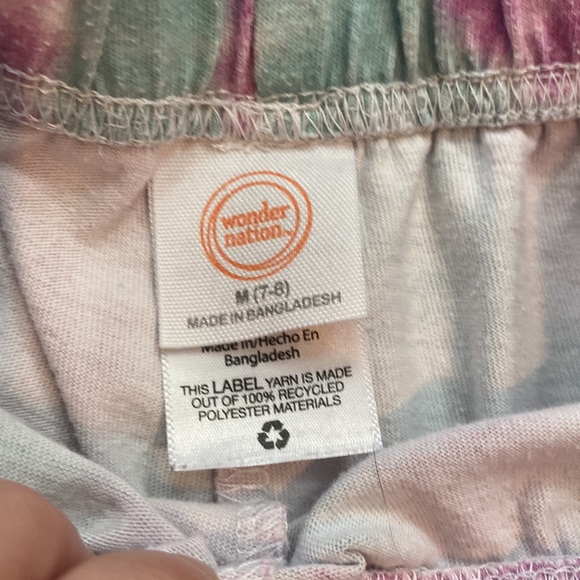 wonder
nation™
M (7-8)
MADE IN BANGLADESH
Made in/Hecho En
Bangladesh
THIS LABEL YARN IS MADE
OUT OF 100% RECYCLED
POLYESTER MATERIALS